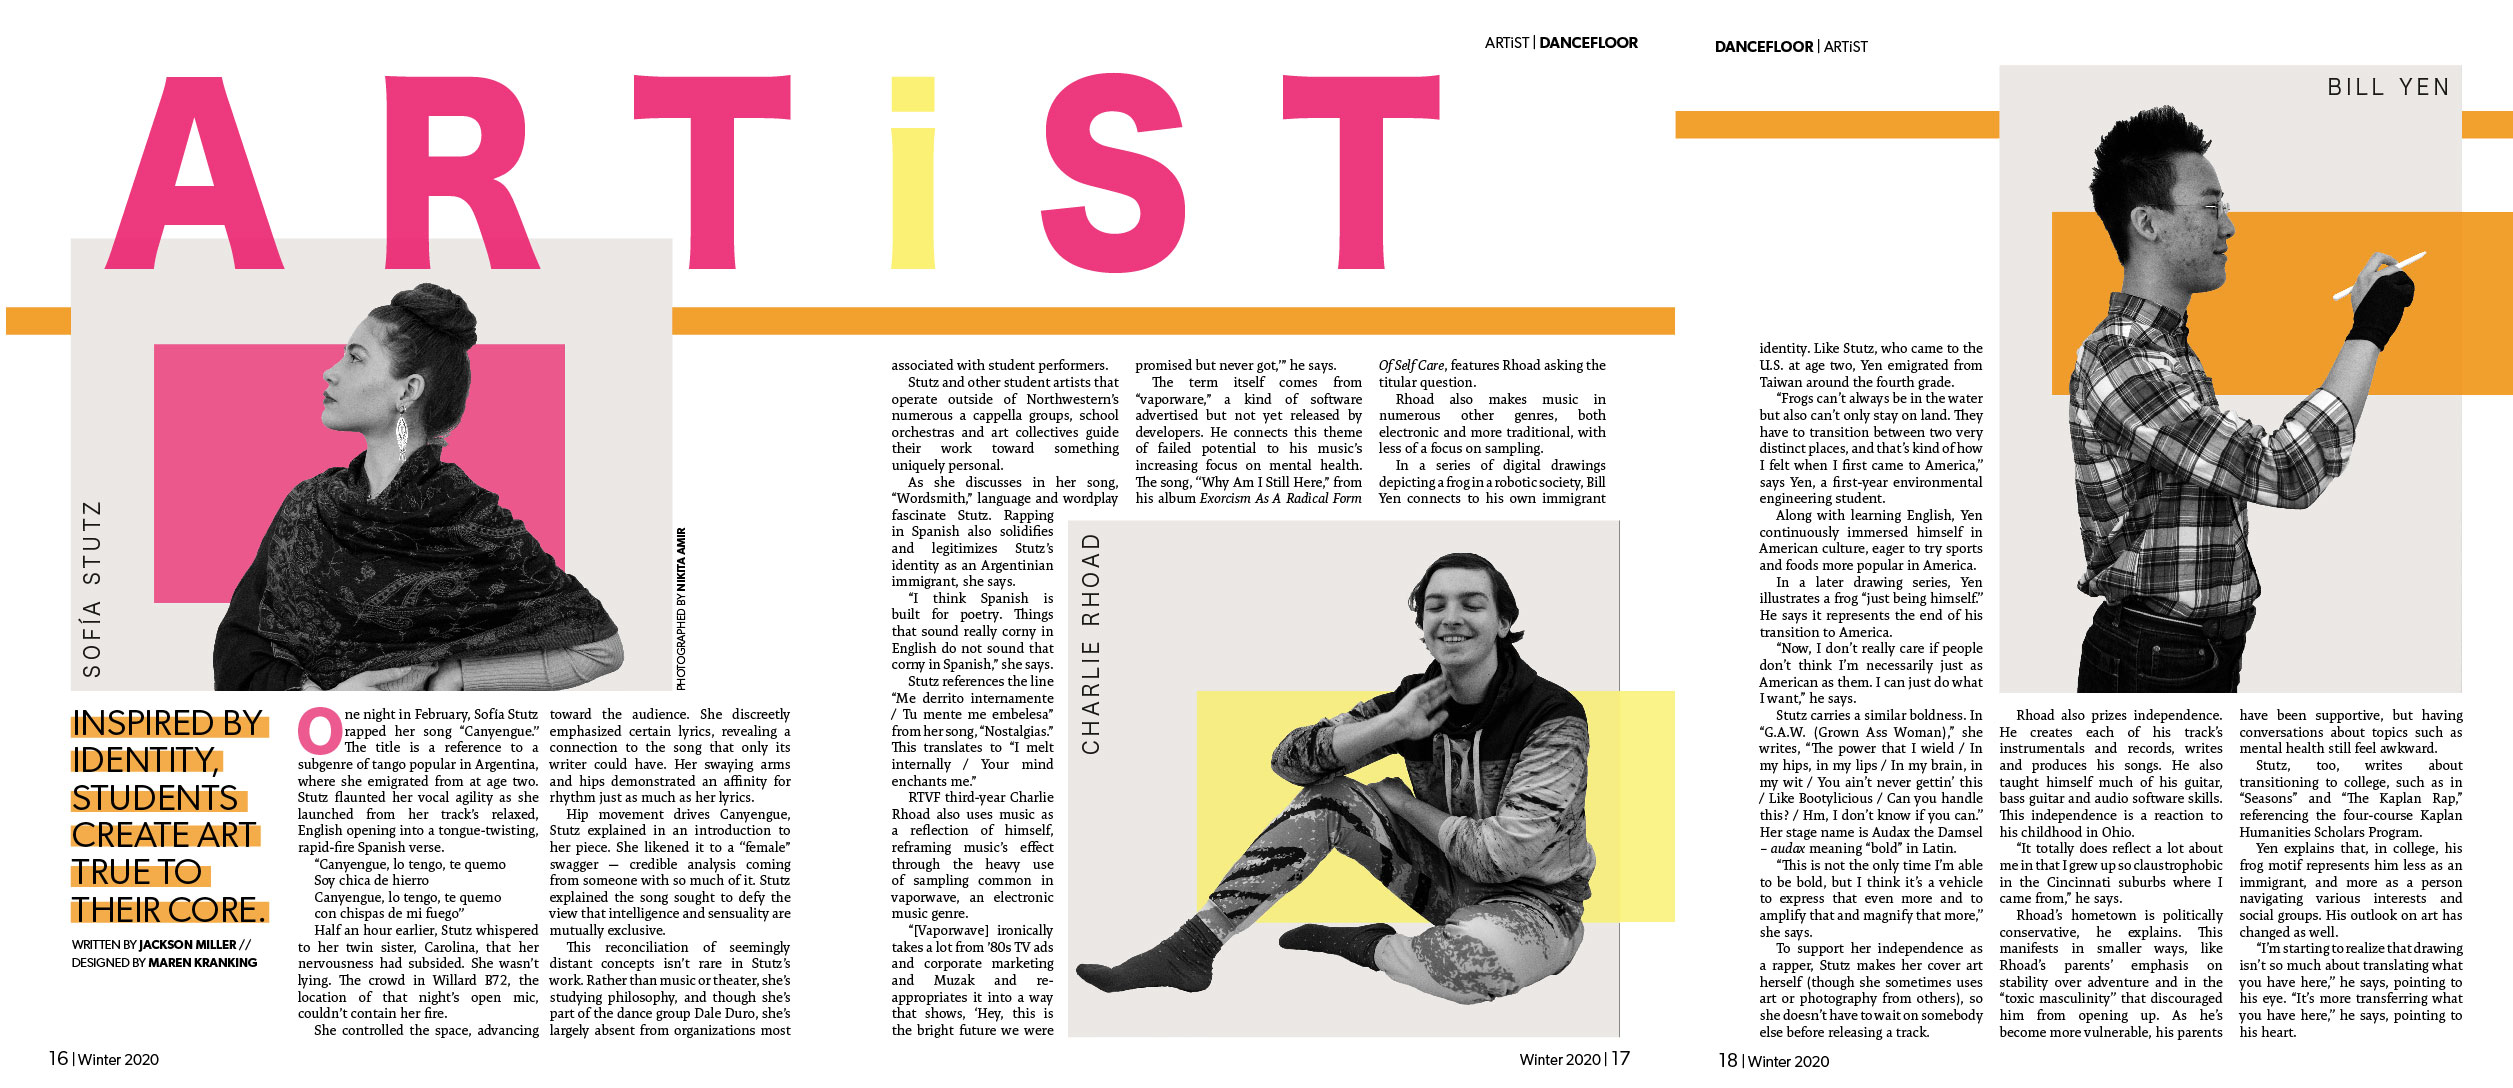 ARTiST | DANCEFLOOR
ARTiST
SOFÍA STUTZ
PHOTOGRAPHED BY NIKITA AMIR
INSPIRED BY
IDENTITY,
STUDENTS
CREATE ART
TRUE TO
THEIR CORE.
WRITTEN BY JACKSON MILLER //
DESIGNED BY MAREN KRANKING
One night in February, Sofía Stutz
rapped her song “Canyengue.”
The title is a reference to a
subgenre of tango popular in Argentina,
where she emigrated from at age two.
Stutz flaunted her vocal agility as she
launched from her track’s relaxed,
English opening into a tongue-twisting,
rapid-fire Spanish verse.
“Canyengue, lo tengo, te quemo
Soy chica de hierro
Canyengue, lo tengo, te quemo
con chispas de mi fuego”
Half an hour earlier, Stutz whispered
to her twin sister, Carolina, that her
nervousness had subsided. She wasn’t
lying. The crowd in Willard B72, the
location of that night’s open mic,
couldn’t contain her fire.
She controlled the space, advancing
toward the audience. She discreetly
emphasized certain lyrics, revealing a
connection to the song that only its
writer could have. Her swaying arms
and hips demonstrated an affinity for
rhythm just as much as her lyrics.
Hip movement drives Canyengue,
Stutz explained in an introduction to
her piece. She likened it to a “female”
swagger — credible analysis coming
from someone with so much of it. Stutz
explained the song sought to defy the
view that intelligence and sensuality are
mutually exclusive.
This reconciliation of seemingly
distant concepts isn’t rare in Stutz’s
work. Rather than music or theater, she’s
studying philosophy, and though she’s
part of the dance group Dale Duro, she’s
largely absent from organizations most
16 | Winter 2020
associated with student performers.
Stutz and other student artists that
operate outside of Northwestern’s
numerous a cappella groups, school
orchestras and art collectives guide
their work toward something
uniquely personal.
As she discusses in her song,
“Wordsmith,” language and wordplay
fascinate Stutz. Rapping
in Spanish also solidifies
and legitimizes Stutz’s
identity as an Argentinian
immigrant, she says.
“I think Spanish is
built for poetry. Things
that sound really corny in
English do not sound that
corny in Spanish,” she says.
Stutz references the line
“Me derrito internamente
/ Tu mente me embelesa”
from her song, “Nostalgias.”
This translates to “I melt
internally / Your mind
enchants me.”
RTVF third-year Charlie
Rhoad also uses music as
a reflection of himself,
reframing music’s effect
through the heavy use
of sampling common in
vaporwave, an electronic
music genre.
“[Vaporwave] ironically
takes a lot from ’80s TV ads
and corporate marketing
and Muzak and re-
appropriates it into a way
that shows, ‘Hey, this is
the bright future we were
promised but never got,’” he says.
The term itself comes from
“vaporware,” a kind of software
advertised but not yet released by
developers. He connects this theme
of failed potential to his music’s
increasing focus on mental health.
The song, “Why Am I Still Here,” from
his album Exorcism As A Radical Form
Of Self Care, features Rhoad asking the
titular question.
Rhoad also makes music in
numerous other genres, both
electronic and more traditional, with
less of a focus on sampling.
In a series of digital drawings
depicting a frog in a robotic society, Bill
Yen connects to his own immigrant
CHARLIE RHOAD
Winter 2020 | 17
DANCEFLOOR | ARTiST
BILL YEN
identity. Like Stutz, who came to the
U.S. at age two, Yen emigrated from
Taiwan around the fourth grade.
“Frogs can’t always be in the water
but also can’t only stay on land. They
have to transition between two very
distinct places, and that’s kind of how
I felt when I first came to America,”
says Yen, a first-year environmental
engineering student.
Along with learning English, Yen
continuously immersed himself in
American culture, eager to try sports
and foods more popular in America.
In a later drawing series, Yen
illustrates a frog “just being himself.”
He says it represents the end of his
transition to America.
“Now, I don’t really care if people
don’t think I’m necessarily just as
American as them. I can just do what
I want,” he says.
Stutz carries a similar boldness. In
“G.A.W. (Grown Ass Woman),” she
writes, “The power that I wield / In
my hips, in my lips / In my brain, in
my wit / You ain’t never gettin’ this
/ Like Bootylicious / Can you handle
this? / Hm, I don’t know if you can.”
Her stage name is Audax the Damsel
– audax meaning “bold” in Latin.
“This is not the only time I’m able
to be bold, but I think it’s a vehicle
to express that even more and to
amplify that and magnify that more,”
she says.
To support her independence as
a rapper, Stutz makes her cover art
herself (though she sometimes uses
art or photography from others), so
she doesn’t have to wait on somebody
else before releasing a track.
Rhoad also prizes independence.
He creates each of his track’s
instrumentals and records, writes
and produces his songs. He also
taught himself much of his guitar,
bass guitar and audio software skills.
This independence is a reaction to
his childhood in Ohio.
“It totally does reflect a lot about
me in that I grew up so claustrophobic
in the Cincinnati suburbs where I
came from,” he says.
Rhoad’s hometown is politically
conservative, he explains. This
manifests in smaller ways, like
Rhoad’s parents’ emphasis on
stability over adventure and in the
“toxic masculinity” that discouraged
him from opening up. As he’s
become more vulnerable, his parents
have been supportive, but having
conversations about topics such as
mental health still feel awkward.
Stutz, too, writes about
transitioning to college, such as in
“Seasons” and “The Kaplan Rap,”
referencing the four-course Kaplan
Humanities Scholars Program.
Yen explains that, in college, his
frog motif represents him less as an
immigrant, and more as a person
navigating various interests and
social groups. His outlook on art has
changed as well.
“I’m starting to realize that drawing
isn’t so much about translating what
you have here,” he says, pointing to
his eye. “It’s more transferring what
you have here,” he says, pointing to
his heart.
18 | Winter 2020